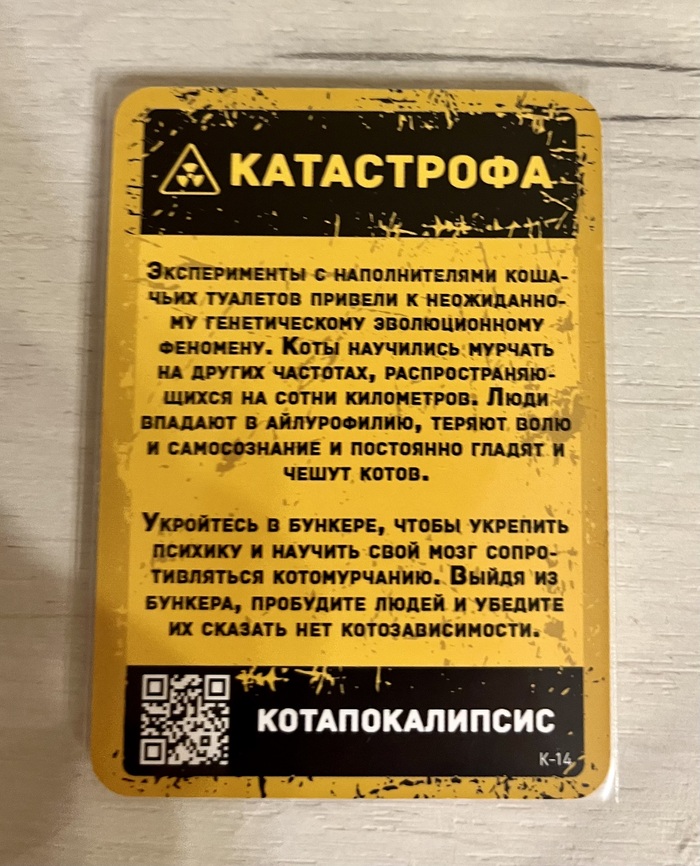 КАТАСТРОФА
Эксперименты с наполнителями коша-
чьих туалетов привели к неожиданно-
му генетическому эволюционному
феномену. Коты научились мурчать
на других частотах, распространяю-
щихся на сотни километров. Люди
впадают в айлурофилию, теряют волю
и самосознание и постоянно гладят и
чешут котов.
Укройтесь в бункере, чтобы укрепить
психику и научить свой мозг сопро-
тивляться котомурчанию. Выйдя из
бункера, пробудите людей и убедите
их сказать нет котозависимости.
КОТАПОКАЛИПСИС
К-14